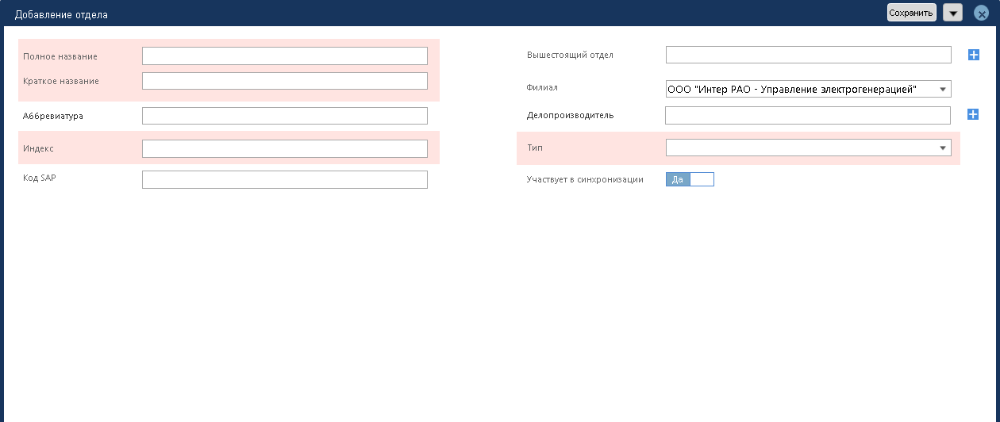 Добавление отдела
Сохранить
Полное название
Краткое название
Аббревиатура
Индекс
Код SAP
Вышестоящий отдел
Филиал
ООО "Интер РАО - Управление электрогенерацией"
Делопроизводитель
Тип
Участвует в синхронизации
Да